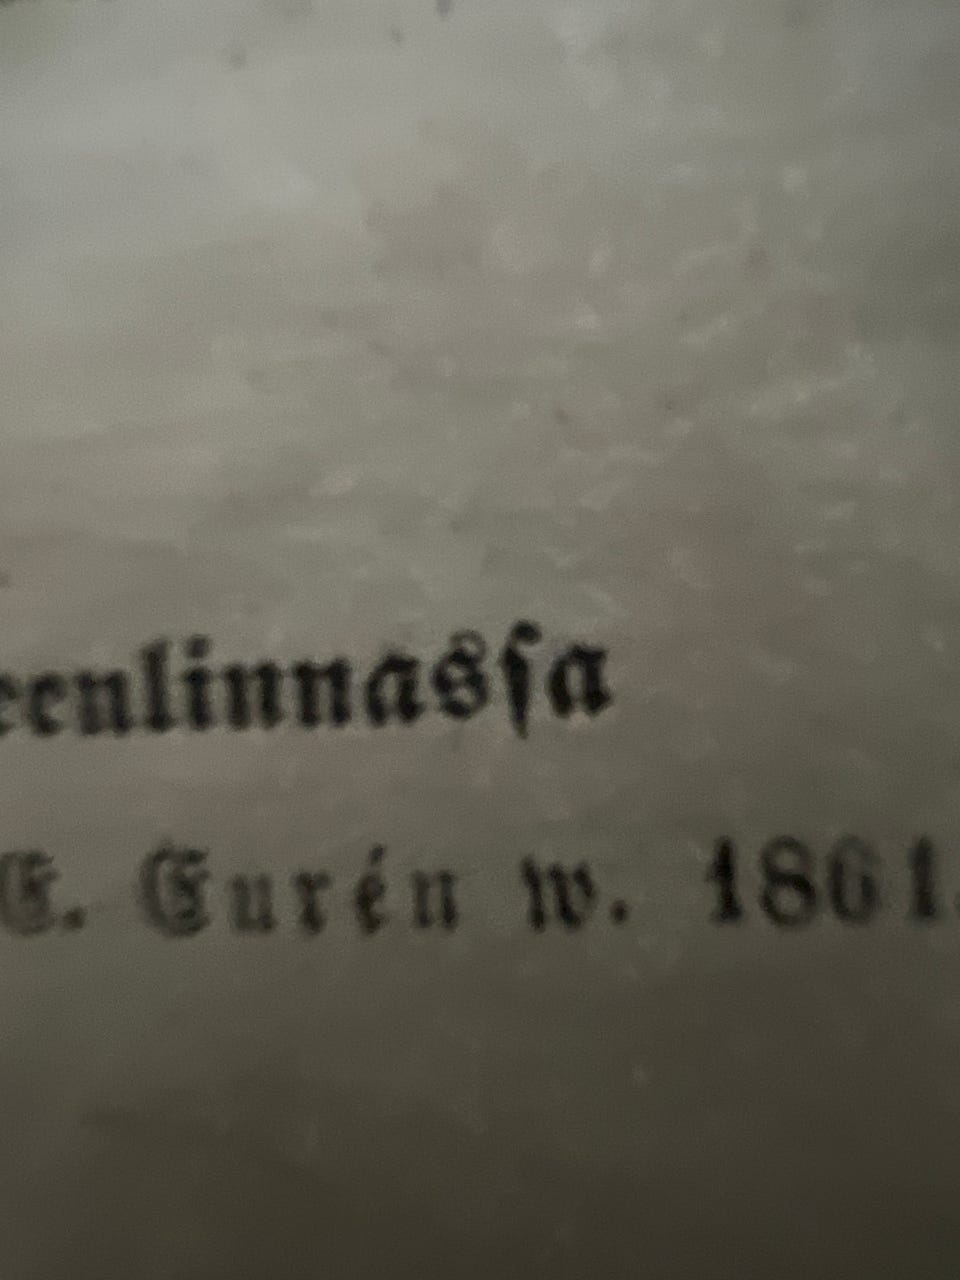 eenlinnassa
E. Eurén w. 1861.